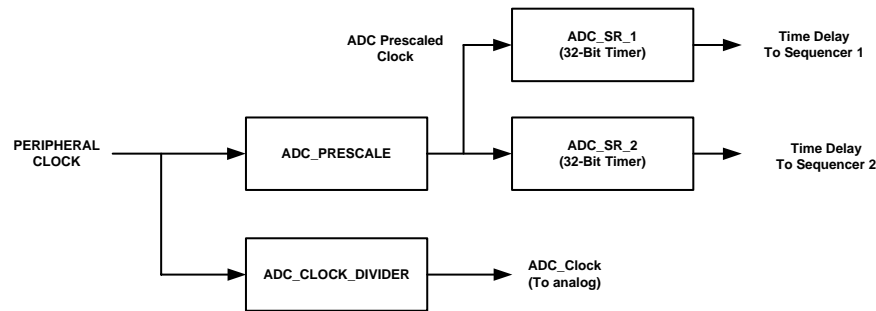 ADC Prescaled
Clock
ADC_SR_1
(32-Bit Timer)
Time Delay
To Sequencer 1
PERIPHERAL
CLOCK
ADC_PRESCALE
ADC_SR_2
(32-Bit Timer)
Time Delay
To Sequencer 2
ADC_CLOCK_DIVIDER
ADC_Clock
(To analog)